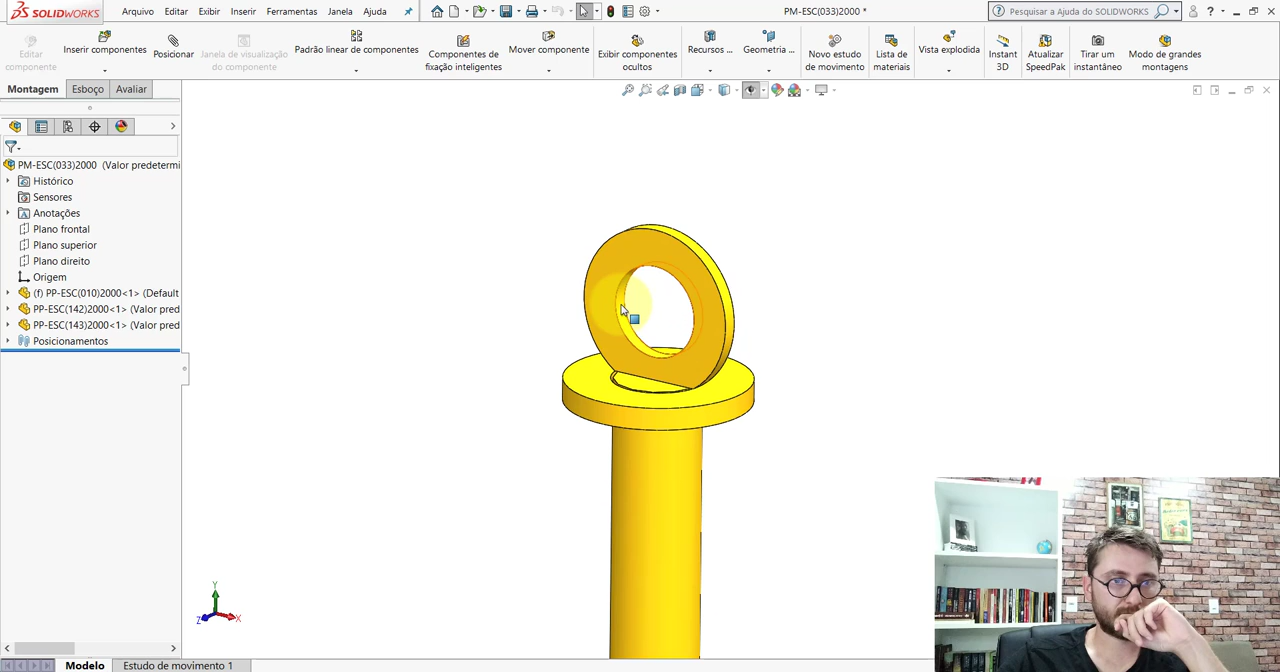 SOLIDWORKS
Arquivo Editar Exibir Inserir Ferramentas Janela Ajuda
PM-ESC(033)2000 *
Pesquisar a Ajuda do SOLIDWORKS
Editar componente
Inserir componentes
Posicionar
Janela de visualização do componente
Padrão linear de componentes
Componentes de fixação inteligentes
Mover componente
Exibir componentes ocultos
Recursos ...
Geometria ...
Novo estudo de movimento
Lista de materiais
Vista explodida
Instant 3D
Atualizar SpeedPak
Tirar um instantâneo
Modo de grandes montagens
Montagem Esboço Avaliar
PM-ESC(033)2000 (Valor predetermi
Histórico
Sensores
Anotações
Plano frontal
Plano superior
Plano direito
Origem
(f) PP-ESC(010)2000<1> (Default
PP-ESC(142)2000<1> (Valor pred
PP-ESC(143)2000<1> (Valor pred
Posicionamentos
Y
Z
X
Modelo Estudo de movimento 1